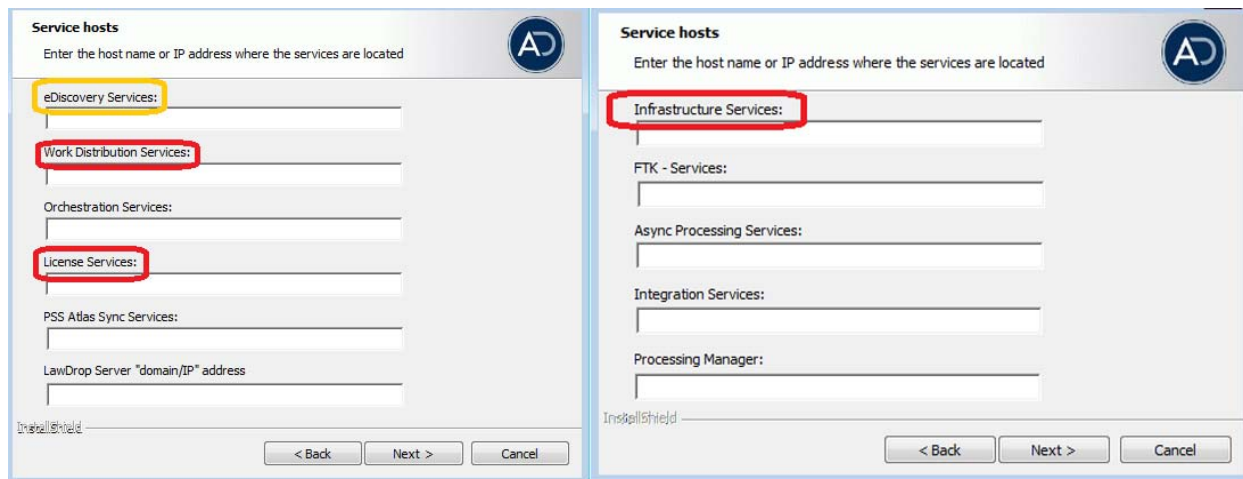 Service hosts
Enter the host name or IP address where the services are located
AD
eDiscovery Services:
Work Distribution Services:
Orchestration Services:
License Services:
PSS Atlas Sync Services:
LawDrop Server "domain/IP" address
InstallShield
< Back Next > Cancel
Service hosts
Enter the host name or IP address where the services are located
AD
Infrastructure Services:
FTK - Services:
Async Processing Services:
Integration Services:
Processing Manager:
InstallShield
< Back Next > Cancel